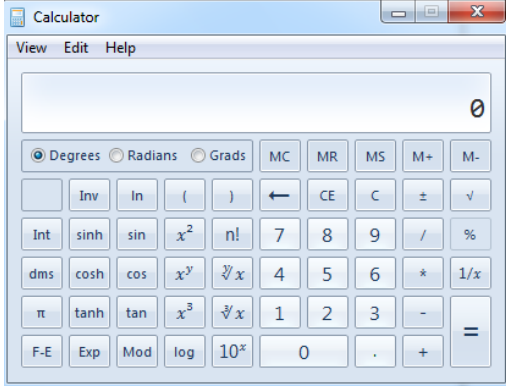 Calculator
View Edit Help
0
Degrees Radians Grads MC MR MS M+ M-
Inv ln ( ) ← CE C ± √
Int sinh sin x² n! 7 8 9 / %
dms cosh cos xʸ ʸ√x 4 5 6 * 1/x
π tanh tan x³ ³√x 1 2 3 - =
F-E Exp Mod log 10ˣ 0 . +